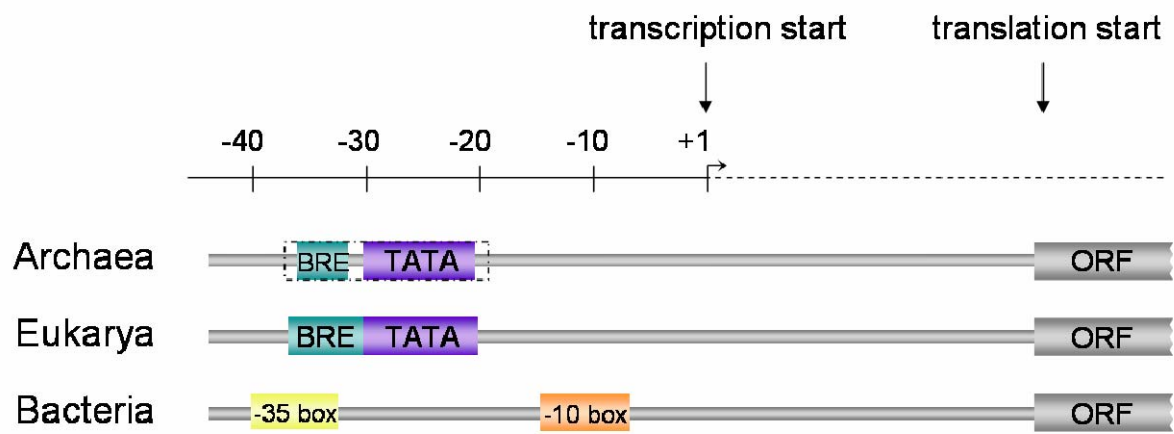 transcription start translation start
-40 -30 -20 -10 +1
Archaea BRE TATA ORF
Eukarya BRE TATA ORF
Bacteria -35 box -10 box ORF